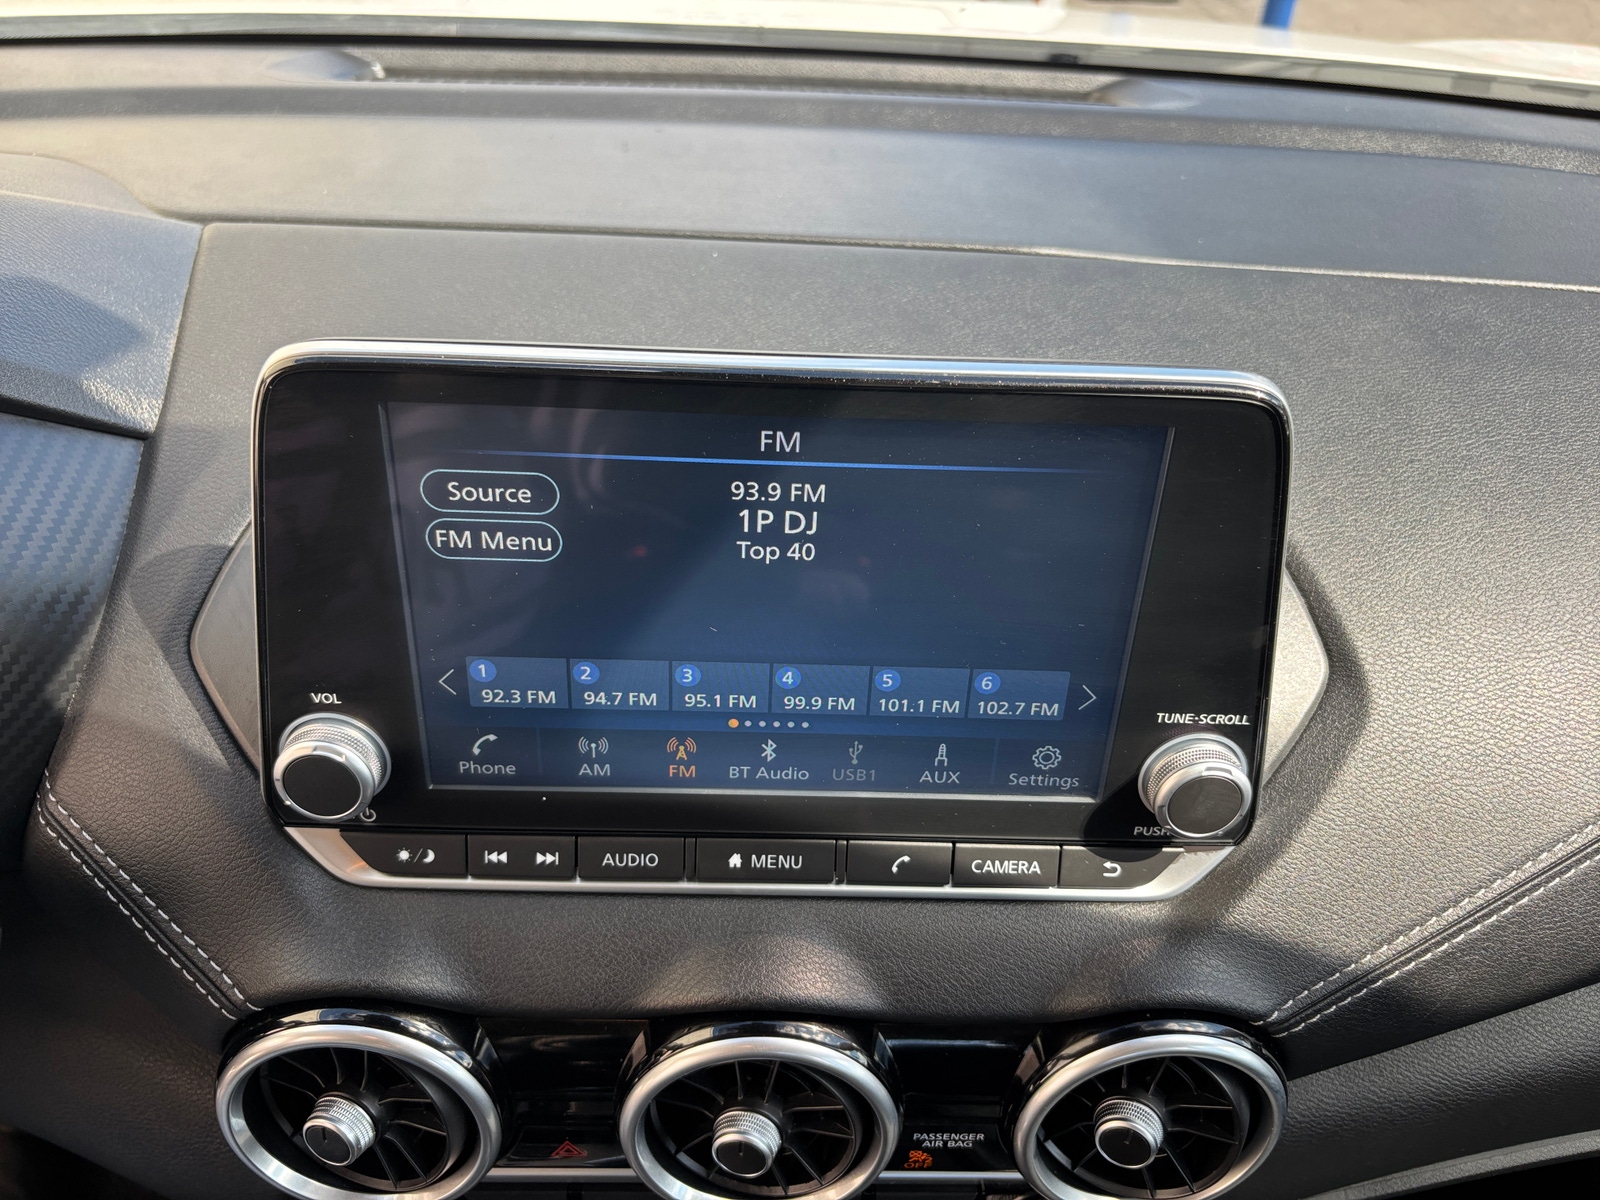 FM
Source
93.9 FM
FM Menu
1P DJ
Top 40
1 2 3 4 5 6
92.3 FM 94.7 FM 95.1 FM 99.9 FM 101.1 FM 102.7 FM
Phone AM FM BT Audio USB1 AUX Settings
VOL
TUNE·SCROLL
PUSH
AUDIO MENU CAMERA
PASSENGER
AIR BAG
OFF